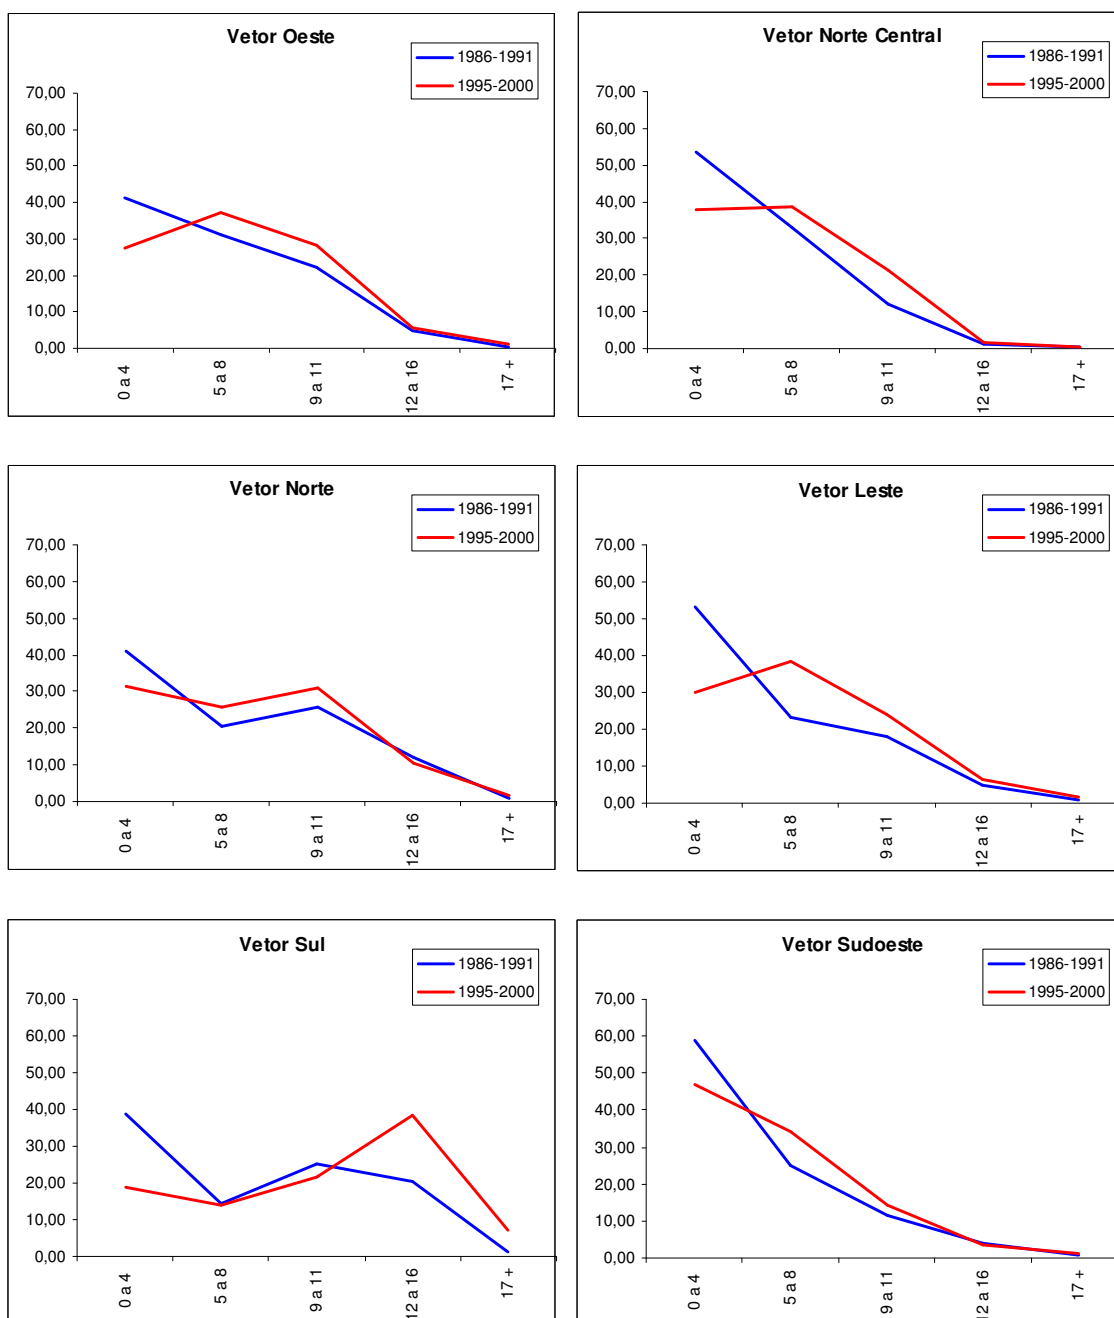 Vetor Oeste
1986-1991
1995-2000
70,00
60,00
50,00
40,00
30,00
20,00
10,00
0,00
0 a 4
5 a 8
9 a 11
12 a 16
17 +
Vetor Norte Central
1986-1991
1995-2000
70,00
60,00
50,00
40,00
30,00
20,00
10,00
0,00
0 a 4
5 a 8
9 a 11
12 a 16
17 +
Vetor Norte
1986-1991
1995-2000
70,00
60,00
50,00
40,00
30,00
20,00
10,00
0,00
0 a 4
5 a 8
9 a 11
12 a 16
17 +
Vetor Leste
1986-1991
1995-2000
70,00
60,00
50,00
40,00
30,00
20,00
10,00
0,00
0 a 4
5 a 8
9 a 11
12 a 16
17 +
Vetor Sul
1986-1991
1995-2000
70,00
60,00
50,00
40,00
30,00
20,00
10,00
0,00
0 a 4
5 a 8
9 a 11
12 a 16
17 +
Vetor Sudoeste
1986-1991
1995-2000
70,00
60,00
50,00
40,00
30,00
20,00
10,00
0,00
0 a 4
5 a 8
9 a 11
12 a 16
17 +